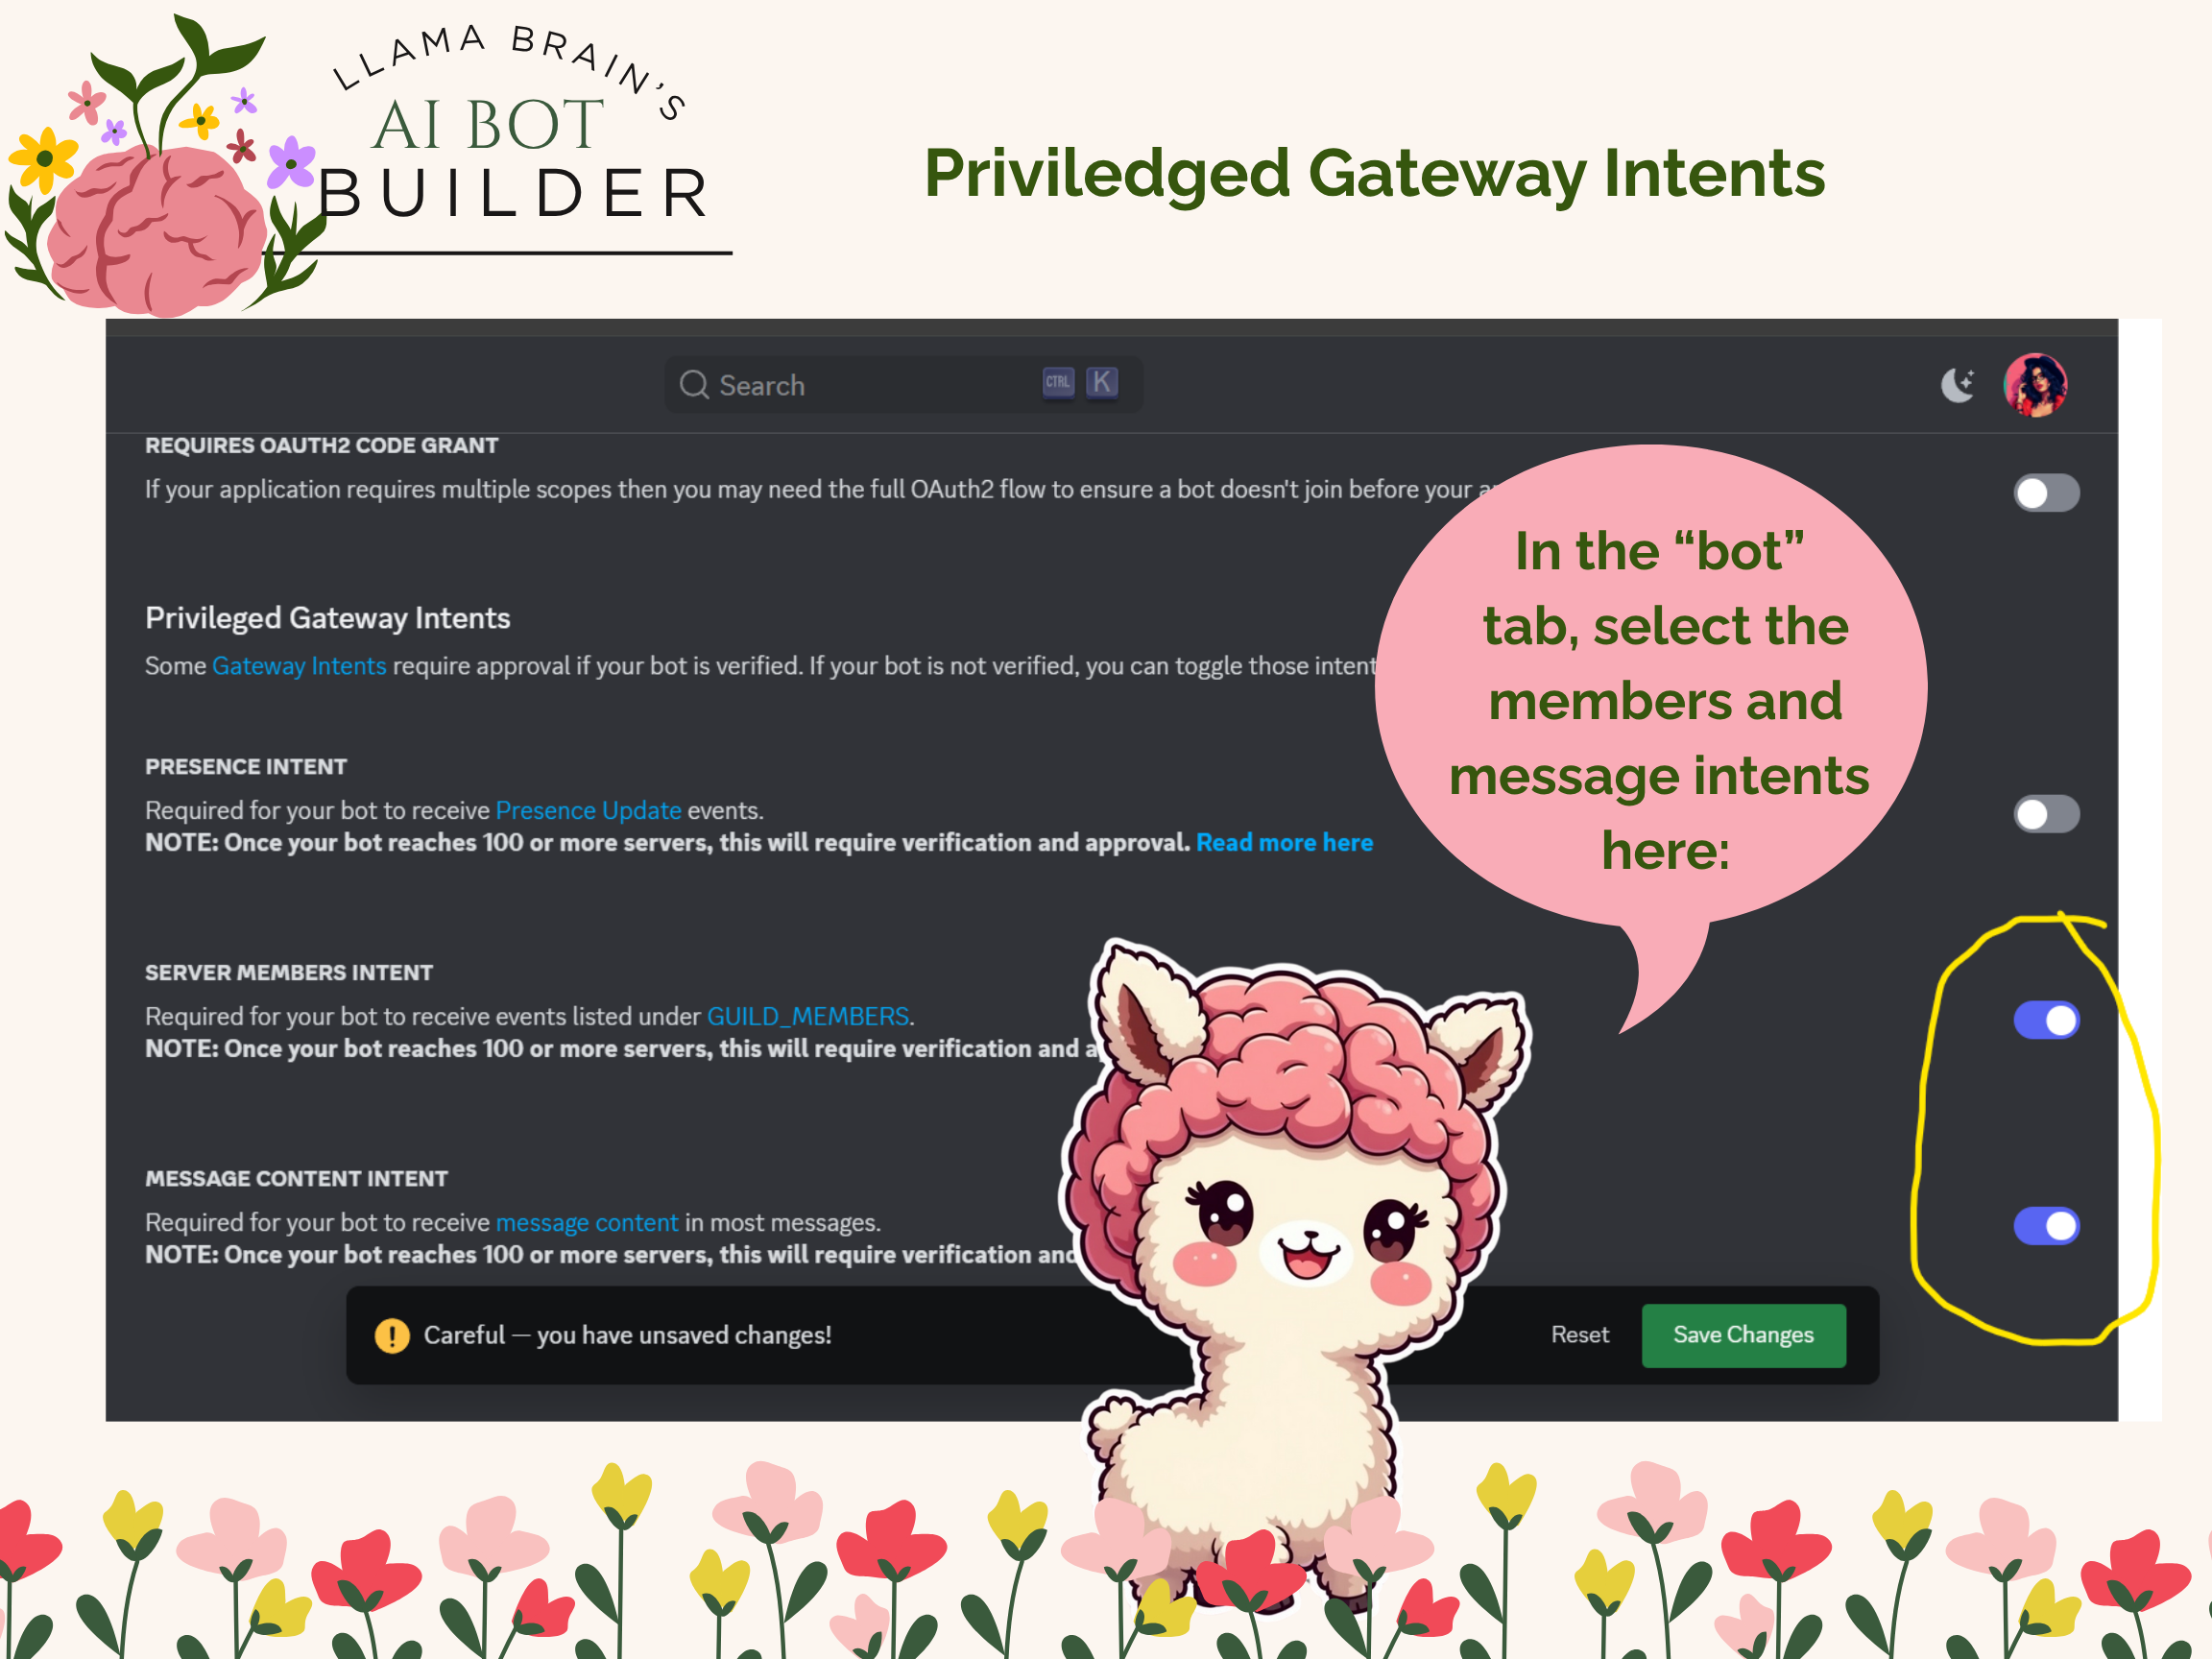 LLAMA BRAIN'S
AI BOT
BUILDER
Priviledged Gateway Intents
Search
CTRL K
REQUIRES OAUTH2 CODE GRANT
If your application requires multiple scopes then you may need the full OAuth2 flow to ensure a bot doesn't join before your
Privileged Gateway Intents
Some Gateway Intents require approval if your bot is verified. If your bot is not verified, you can toggle those intent
PRESENCE INTENT
Required for your bot to receive Presence Update events.
NOTE: Once your bot reaches 100 or more servers, this will require verification and approval. Read more here
SERVER MEMBERS INTENT
Required for your bot to receive events listed under GUILD_MEMBERS.
NOTE: Once your bot reaches 100 or more servers, this will require verification and
MESSAGE CONTENT INTENT
Required for your bot to receive message content in most messages.
NOTE: Once your bot reaches 100 or more servers, this will require verification and
In the “bot”
tab, select the
members and
message intents
here:
Careful — you have unsaved changes!
Reset
Save Changes